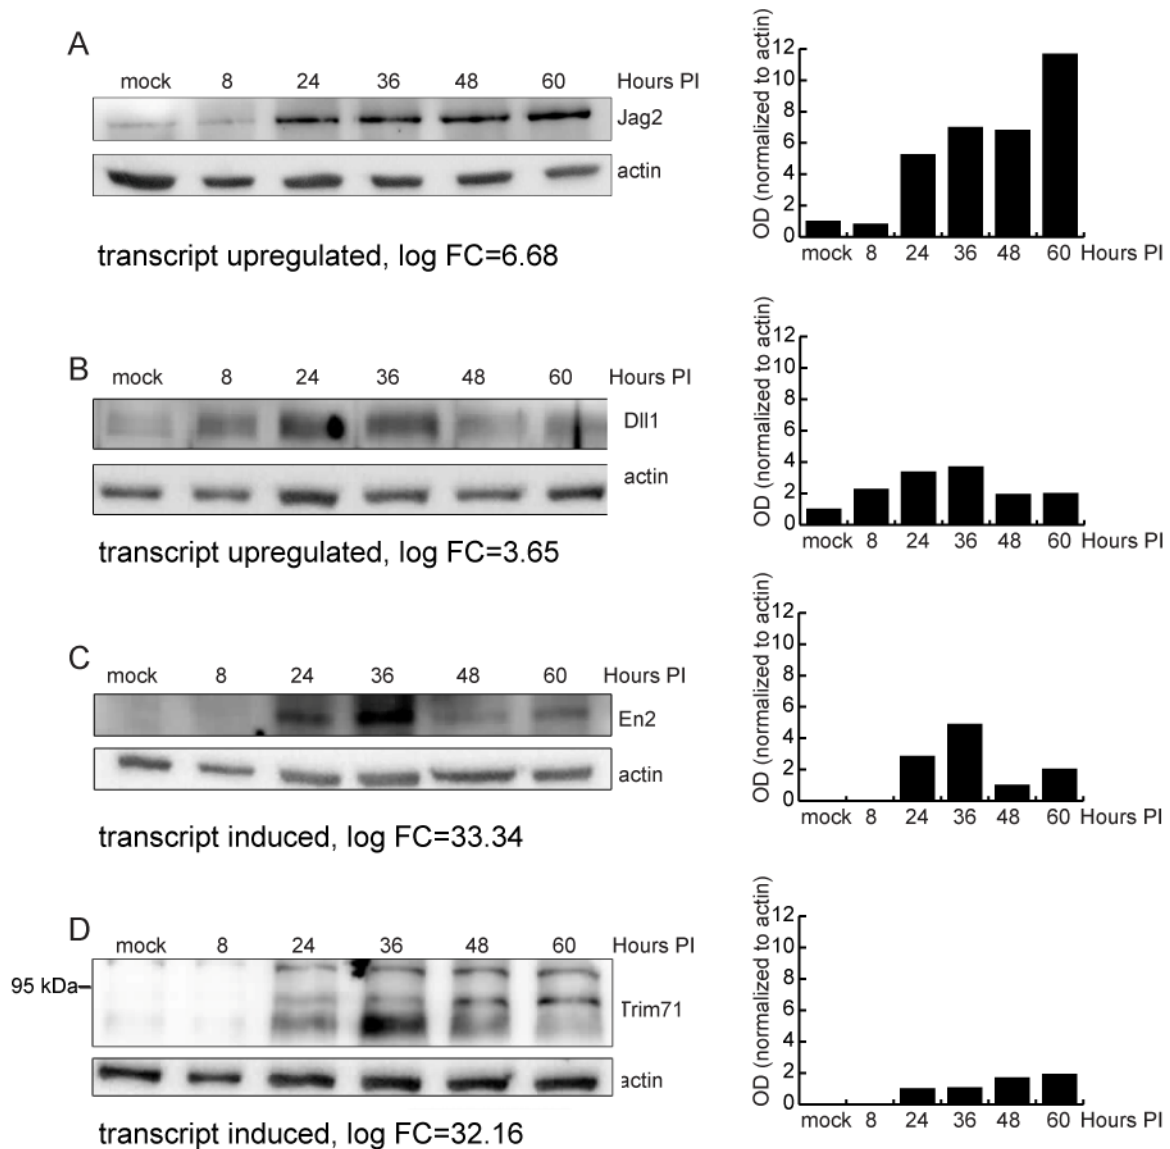 A
mock 8 24 36 48 60 Hours PI
Jag2
actin
transcript upregulated, log FC=6.68
OD (normalized to actin)
12
10
8
6
4
2
0
mock 8 24 36 48 60 Hours PI
B
mock 8 24 36 48 60 Hours PI
Dll1
actin
transcript upregulated, log FC=3.65
OD (normalized to actin)
12
10
8
6
4
2
0
mock 8 24 36 48 60 Hours PI
C
mock 8 24 36 48 60 Hours PI
En2
actin
transcript induced, log FC=33.34
OD (normalized to actin)
12
10
8
6
4
2
0
mock 8 24 36 48 60 Hours PI
D
mock 8 24 36 48 60 Hours PI
95 kDa
Trim71
actin
transcript induced, log FC=32.16
OD (normalized to actin)
12
10
8
6
4
2
0
mock 8 24 36 48 60 Hours PI